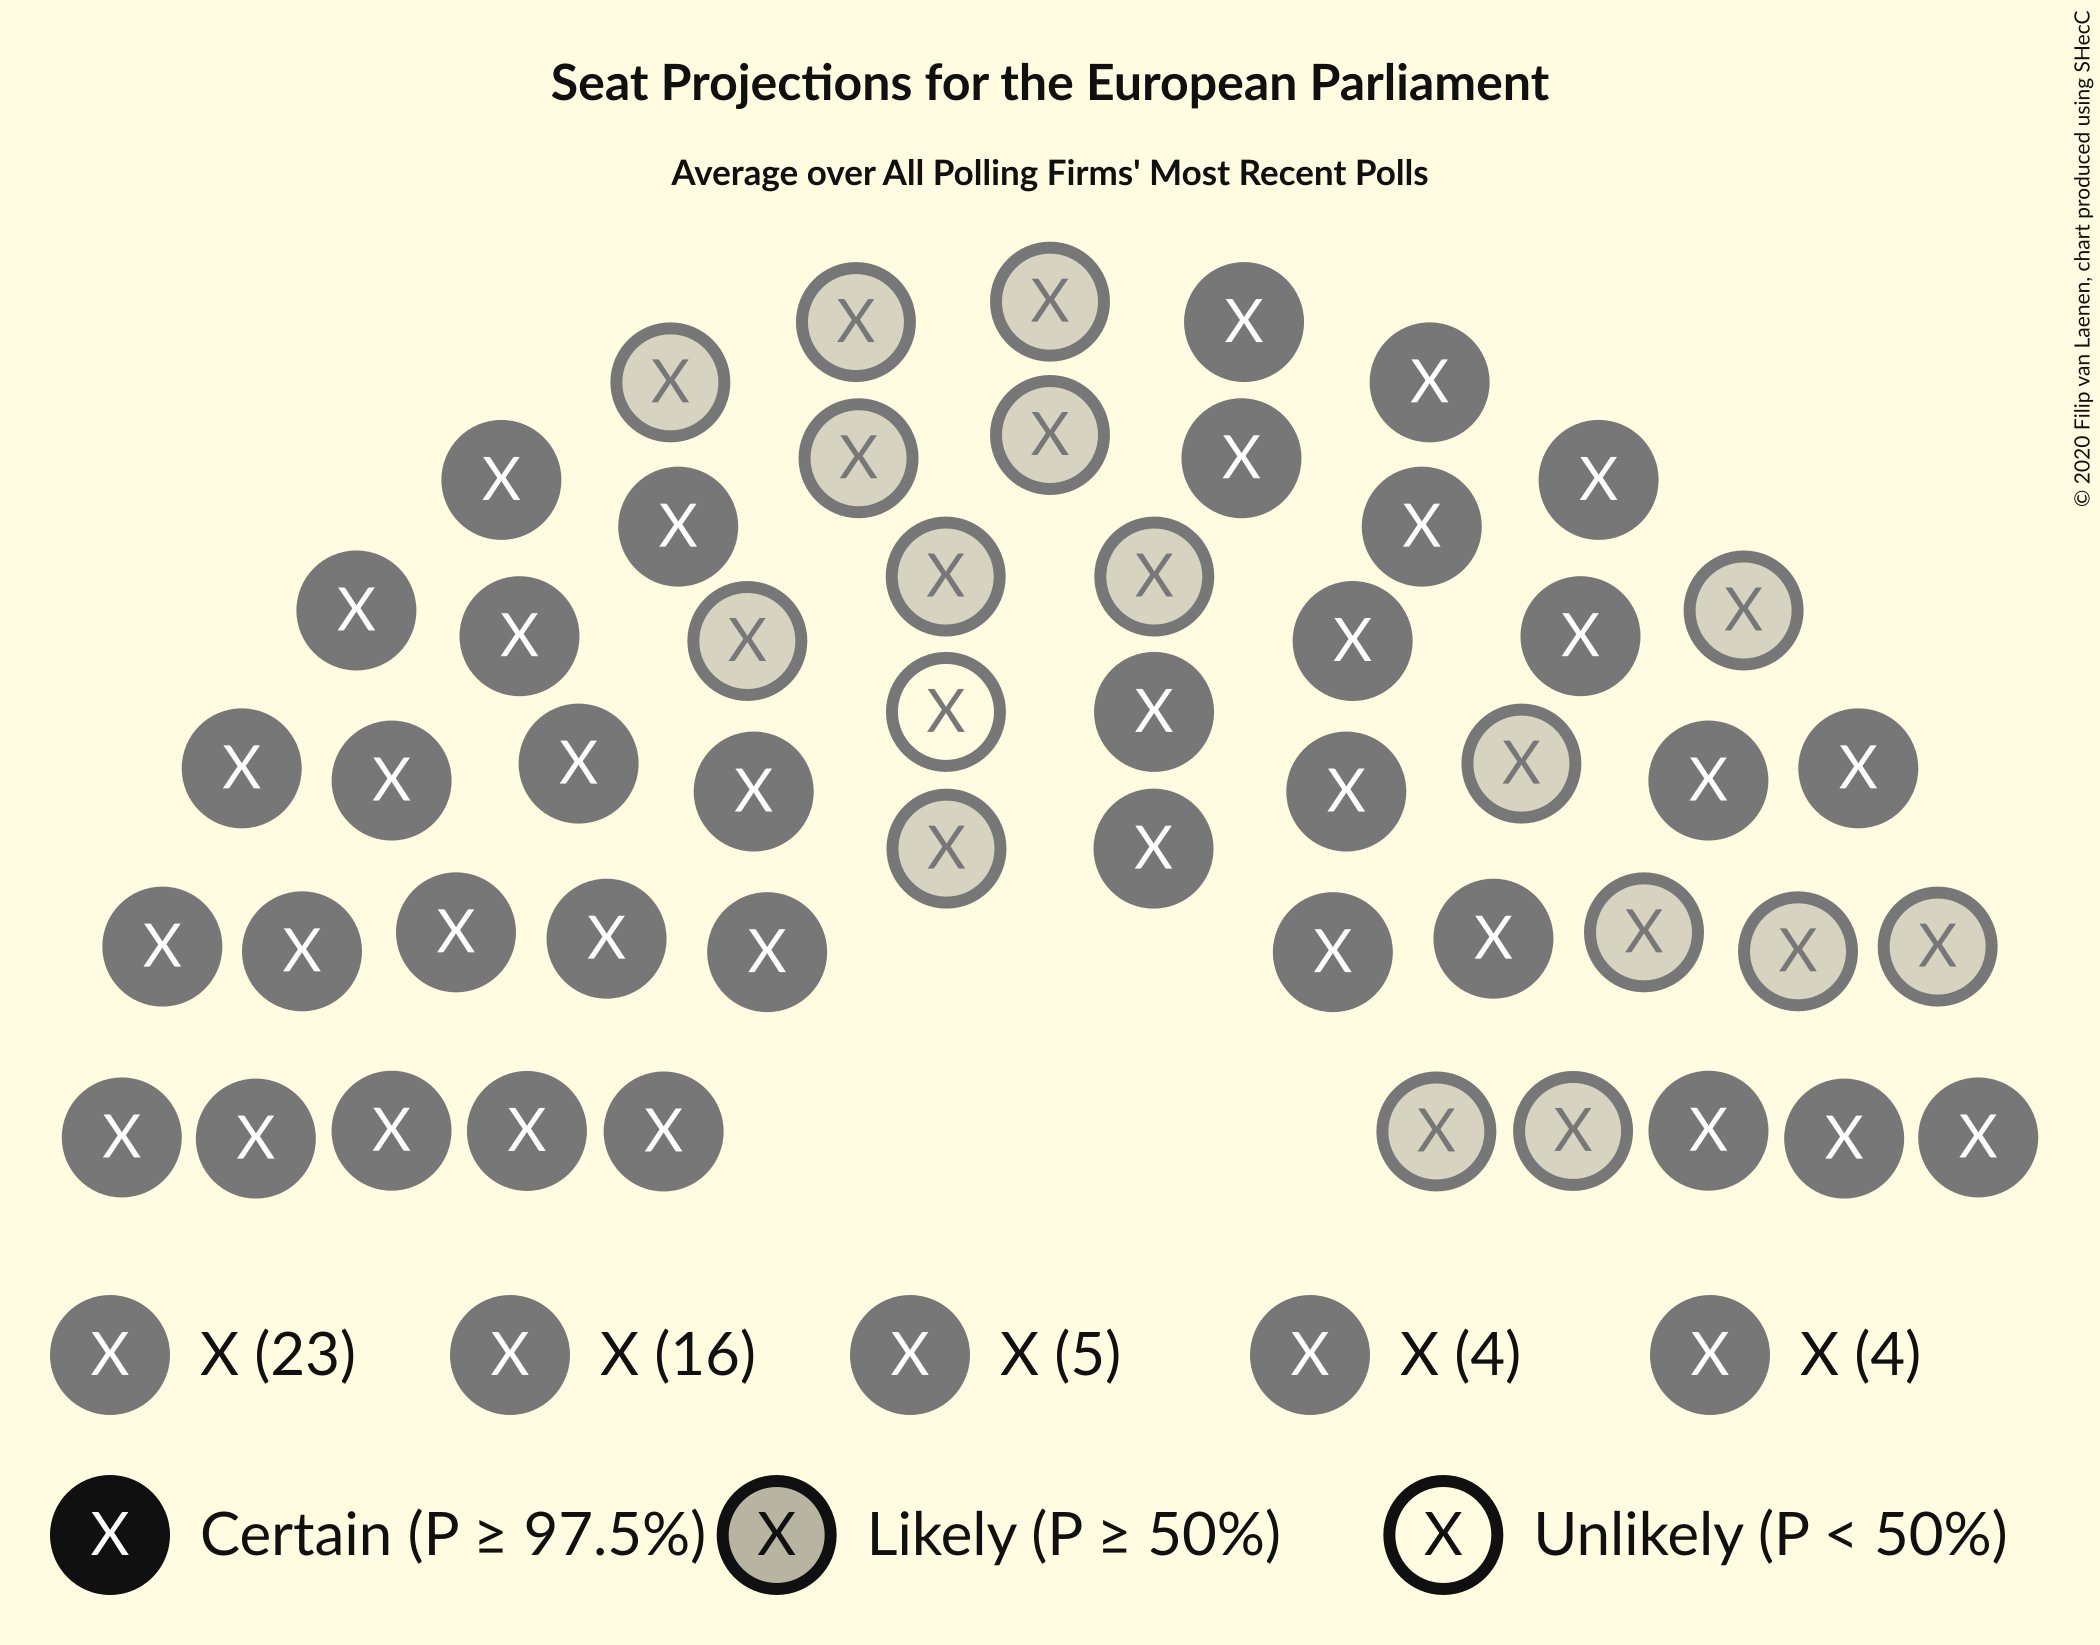 Seat Projections for the European Parliament
Average over All Polling Firms' Most Recent Polls
© 2020 Filip van Laenen, chart produced using SHecC
X X X
X X
X X X
X X
X X
X X
X X
X X X X
X X
X X X X X X X X
X X
X X X X X X X X X X
X X X X X X X X X X
X X (23) X X (16) X X (5) X X (4) X X (4)
X Certain (P ≥ 97.5%) X Likely (P ≥ 50%) X Unlikely (P < 50%)